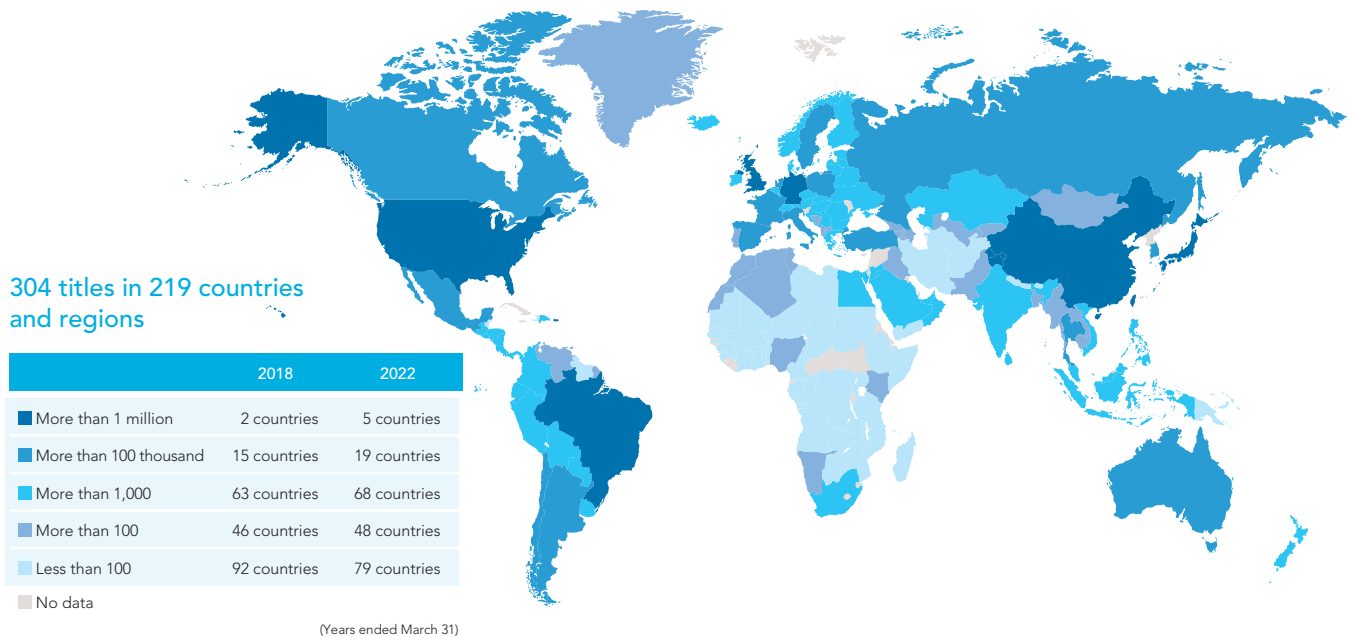 304 titles in 219 countries
and regions
2018 2022
More than 1 million 2 countries 5 countries
More than 100 thousand 15 countries 19 countries
More than 1,000 63 countries 68 countries
More than 100 46 countries 48 countries
Less than 100 92 countries 79 countries
No data
(Years ended March 31)